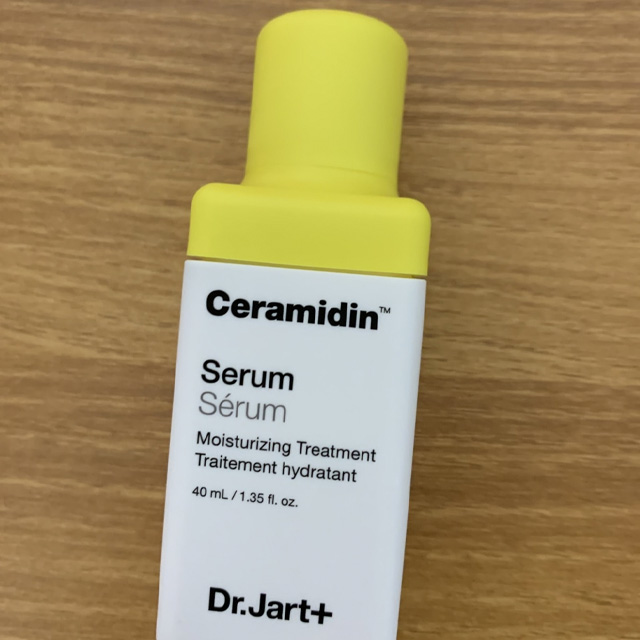 Ceramidin™
Serum
Sérum
Moisturizing Treatment
Traitement hydratant
40 mL / 1.35 fl. oz.
Dr.Jart+